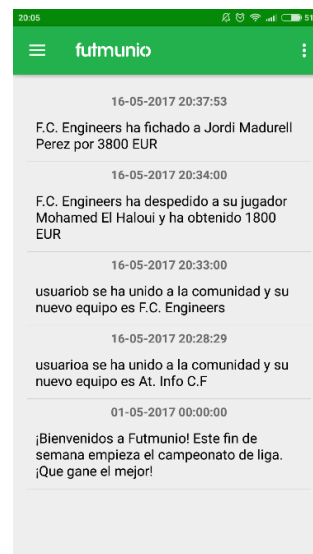 20:05
51
futmunio
16-05-2017 20:37:53
F.C. Engineers ha fichado a Jordi Madurell
Perez por 3800 EUR
16-05-2017 20:34:00
F.C. Engineers ha despedido a su jugador
Mohamed El Haloui y ha obtenido 1800
EUR
16-05-2017 20:33:00
usuariob se ha unido a la comunidad y su
nuevo equipo es F.C. Engineers
16-05-2017 20:28:29
usuarioa se ha unido a la comunidad y su
nuevo equipo es At. Info C.F
01-05-2017 00:00:00
¡Bienvenidos a Futmunio! Este fin de
semana empieza el campeonato de liga.
¡Que gane el mejor!